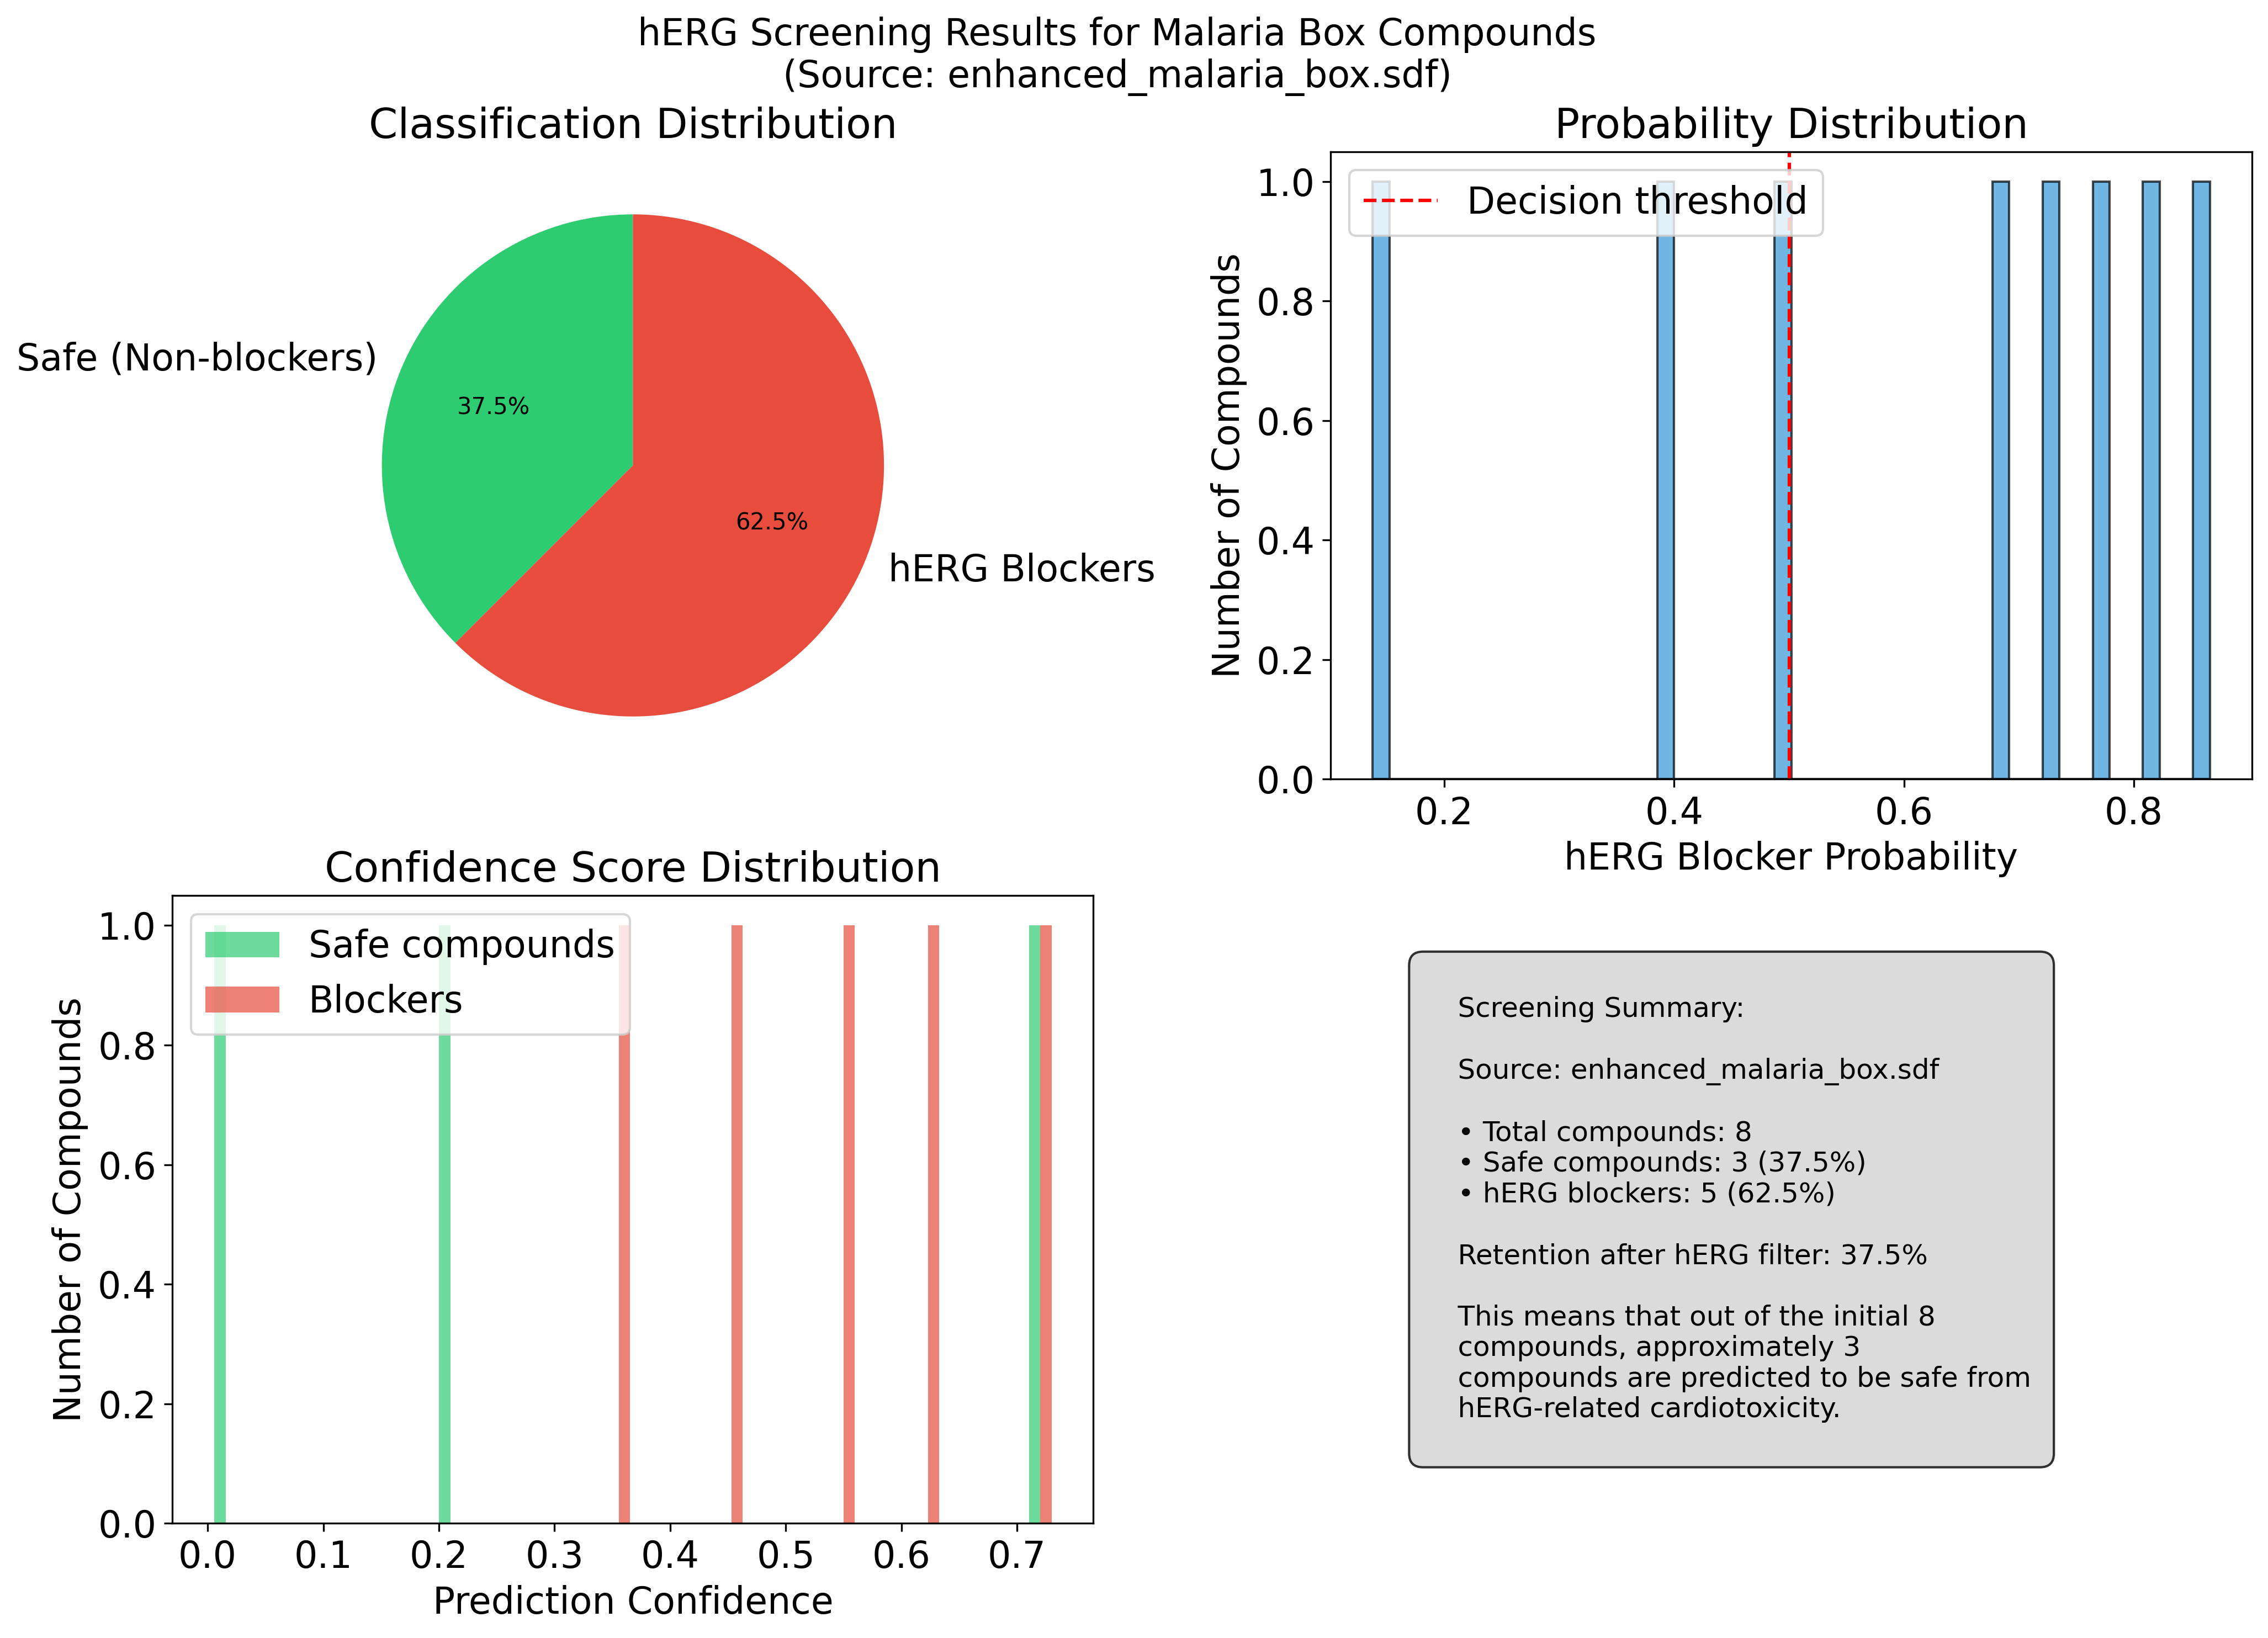 hERG Screening Results for Malaria Box Compounds
(Source: enhanced_malaria_box.sdf)
Classification Distribution
Safe (Non-blockers)
37.5%
62.5%
hERG Blockers
Probability Distribution
Decision threshold
Number of Compounds
1.0
0.8
0.6
0.4
0.2
0.0
0.2
0.4
0.6
0.8
hERG Blocker Probability
Confidence Score Distribution
Safe compounds
Blockers
Number of Compounds
1.0
0.8
0.6
0.4
0.2
0.0
0.0
0.1
0.2
0.3
0.4
0.5
0.6
0.7
Prediction Confidence
Screening Summary:
Source: enhanced_malaria_box.sdf
• Total compounds: 8
• Safe compounds: 3 (37.5%)
• hERG blockers: 5 (62.5%)
Retention after hERG filter: 37.5%
This means that out of the initial 8
compounds, approximately 3
compounds are predicted to be safe from
hERG-related cardiotoxicity.